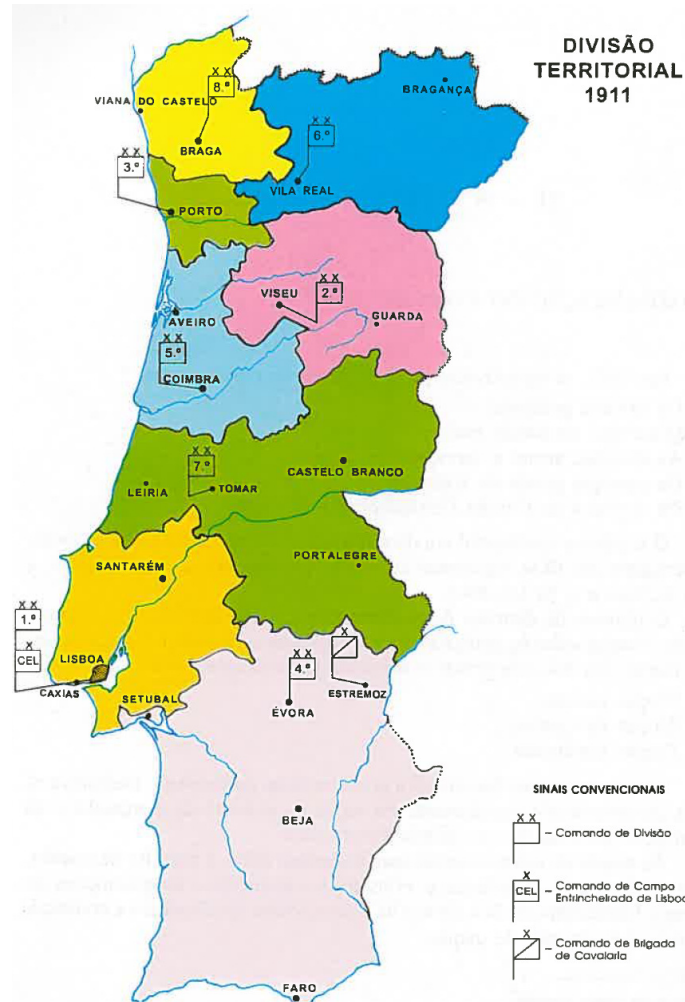 DIVISÃO
TERRITORIAL
1911
BRAGANÇA
X X
8.º
VIANA DO CASTELO
BRAGA
X X
6.º
VILA REAL
X X
3.º
PORTO
X X
2.ª
VISEU
GUARDA
AVEIRO
X X
5.º
COIMBRA
X X
7.º
CASTELO BRANCO
LEIRIA
TOMAR
PORTALEGRE
SANTARÉM
X X
1.º
X
CEL
LISBOA
CAXIAS
SETUBAL
X X
4.º
X
ESTREMOZ
ÉVORA
BEJA
FARO
SINAIS CONVENCIONAIS
X X
– Comando de Divisão
X
CEL
– Comando de Campo
Entrincheirado de Lisboa
X
– Comando de Brigada
de Cavalaria